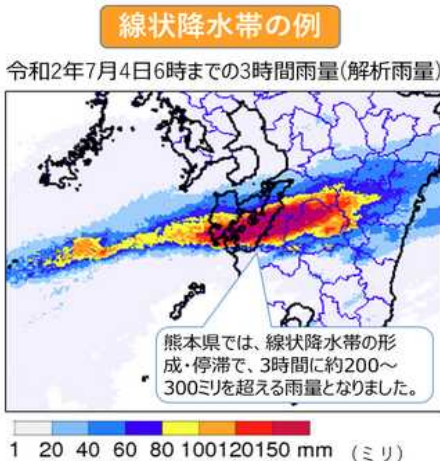 線状降水帯の例
令和2年7月4日6時までの3時間雨量(解析雨量)
熊本県では、線状降水帯の形
成・停滞で、3時間に約200～
300ミリを超える雨量となりました。
1 20 40 60 80 100120150 mm (ミリ)